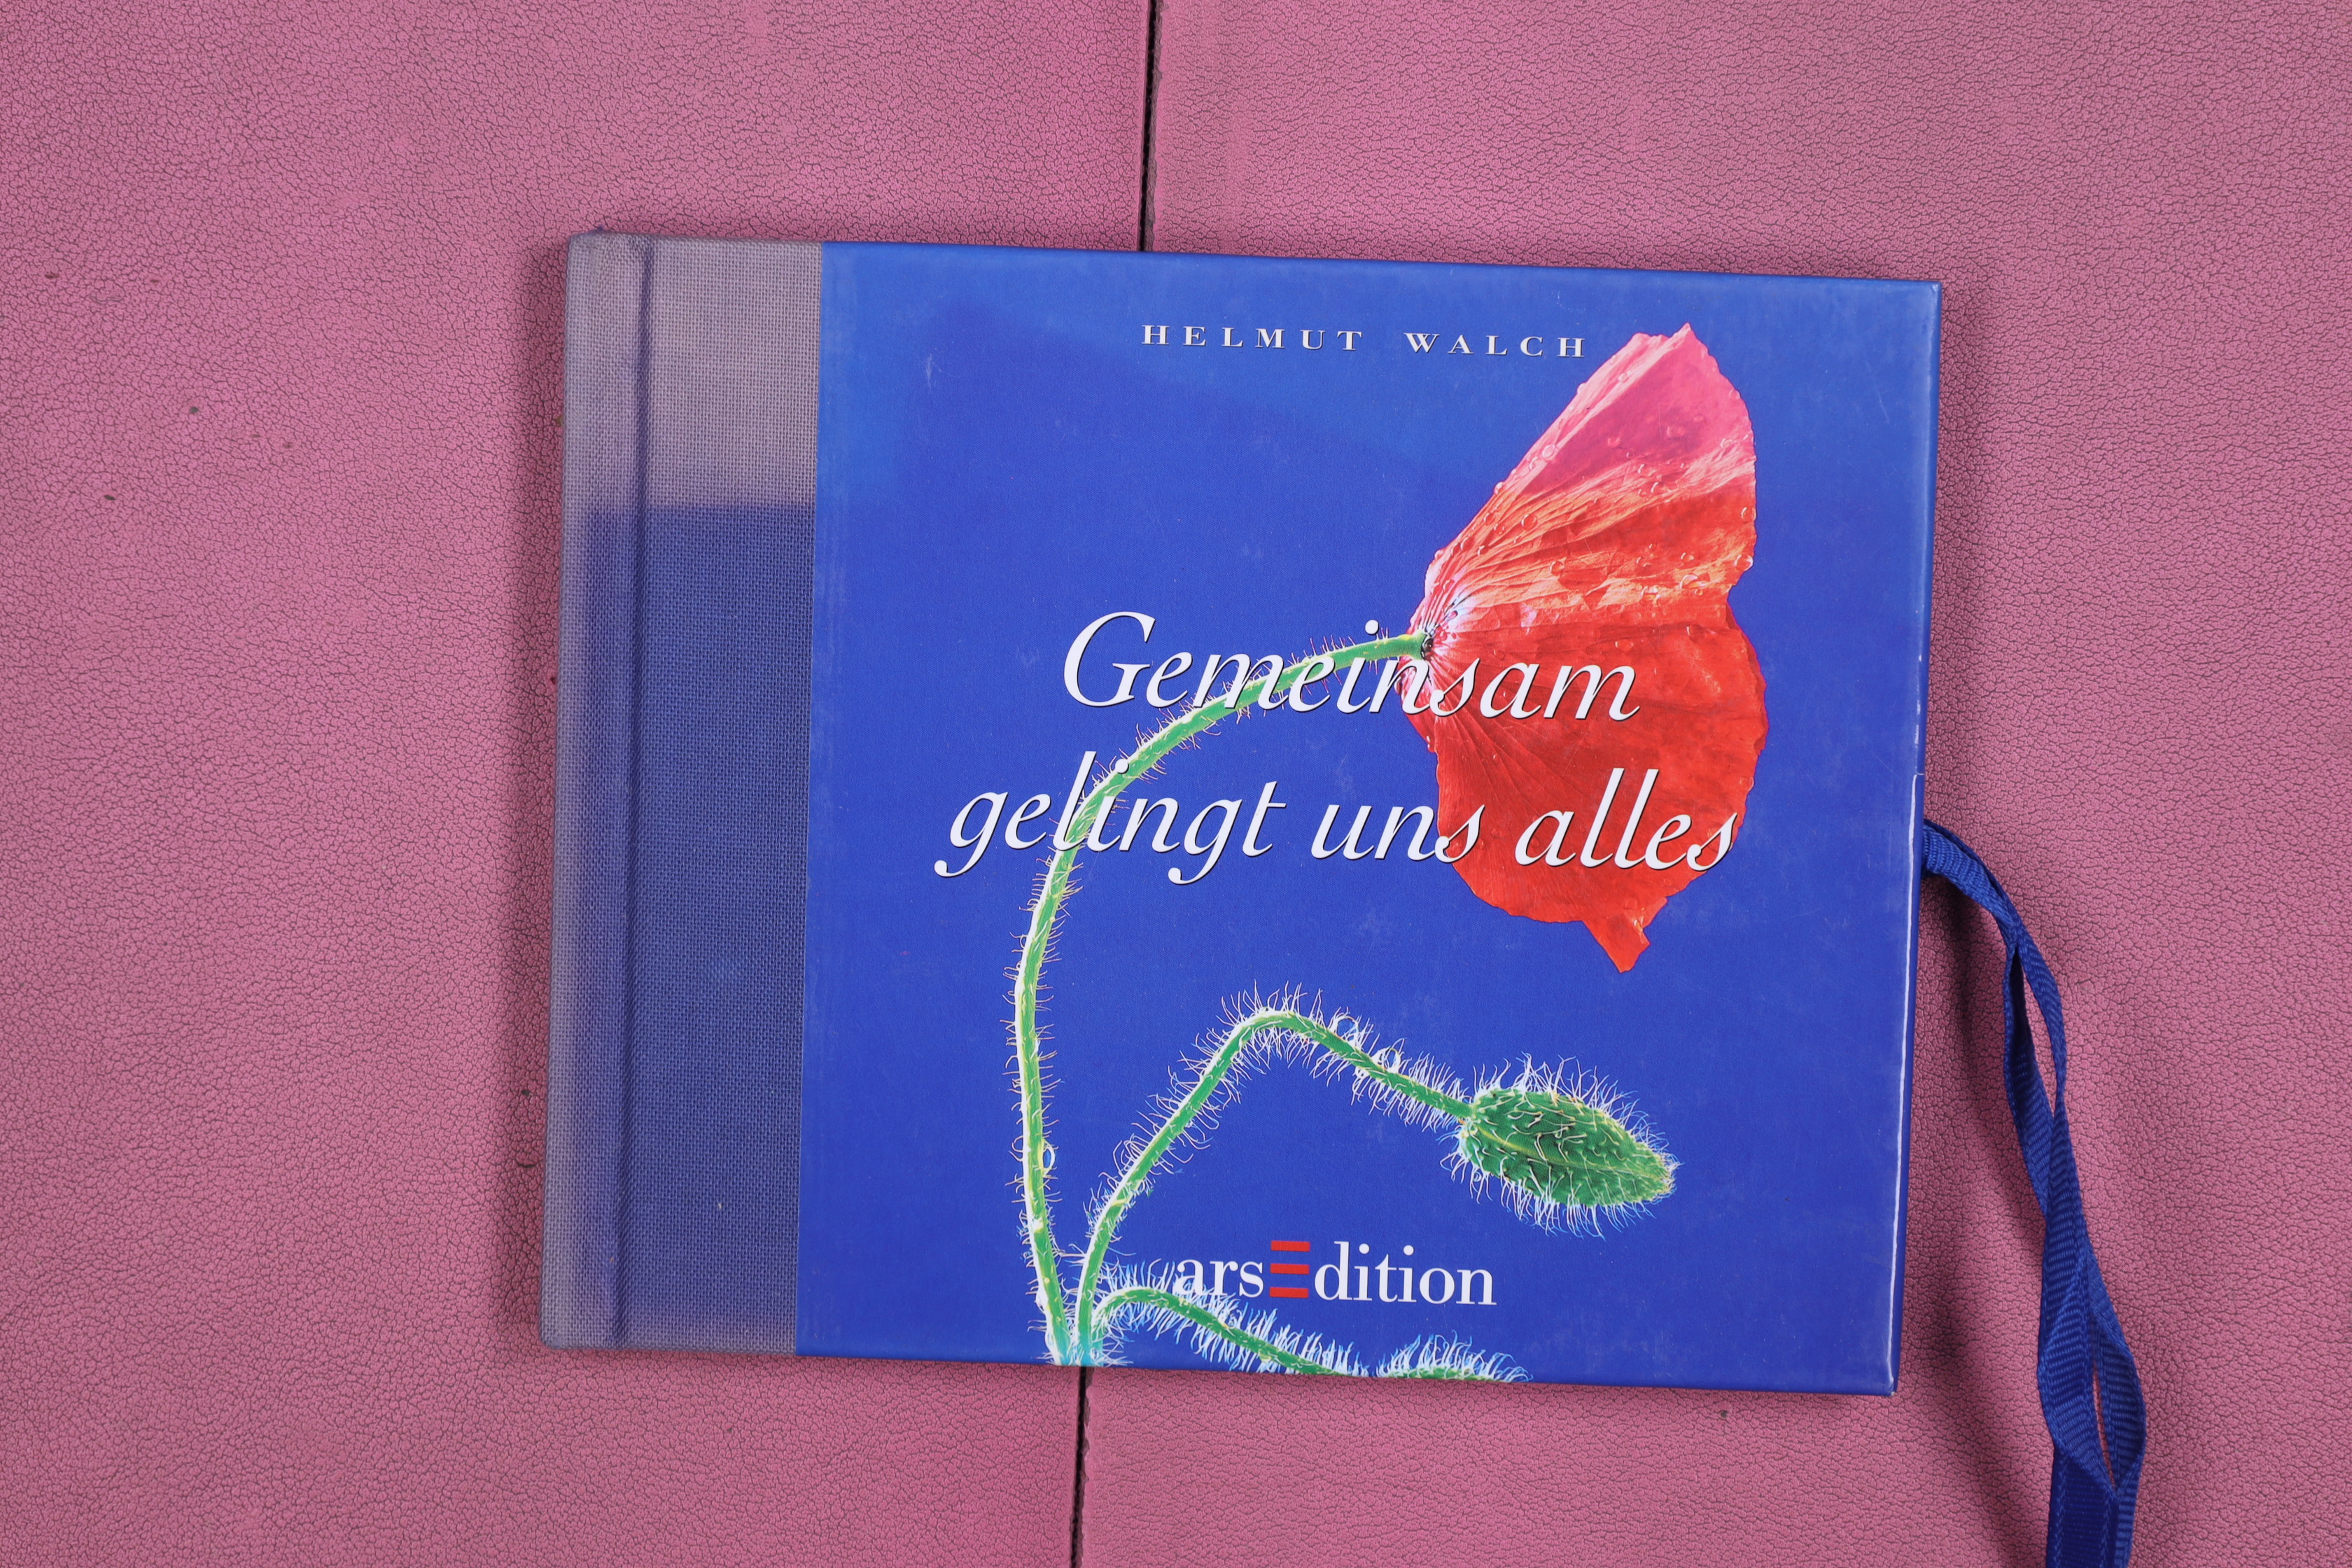 HELMUT WALCH
Gemeinsam
gelingt uns alles
arsEdition